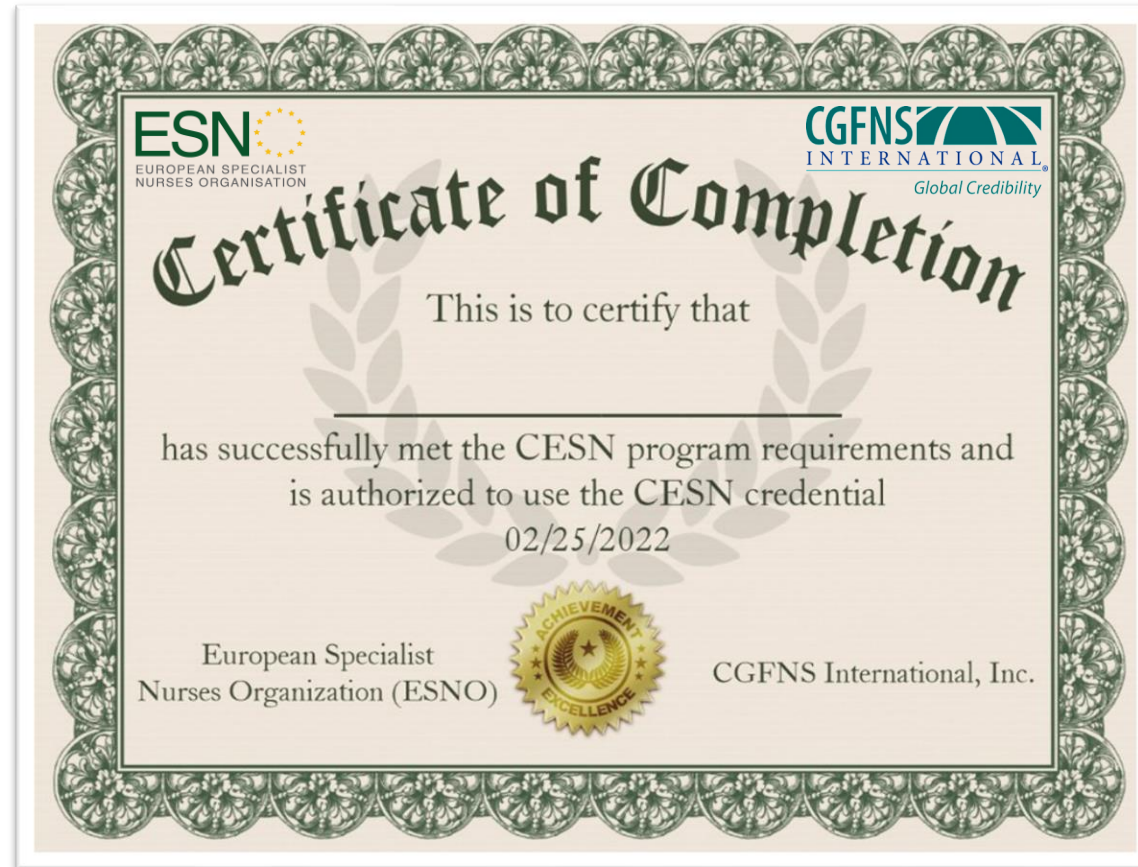 ESNO
EUROPEAN SPECIALIST
NURSES ORGANISATION
CGFNS
INTERNATIONAL®
Global Credibility
Certificate of Completion
This is to certify that
has successfully met the CESN program requirements and
is authorized to use the CESN credential
02/25/2022
ACHIEVEMENT
EXCELLENCE
European Specialist
Nurses Organization (ESNO)
CGFNS International, Inc.